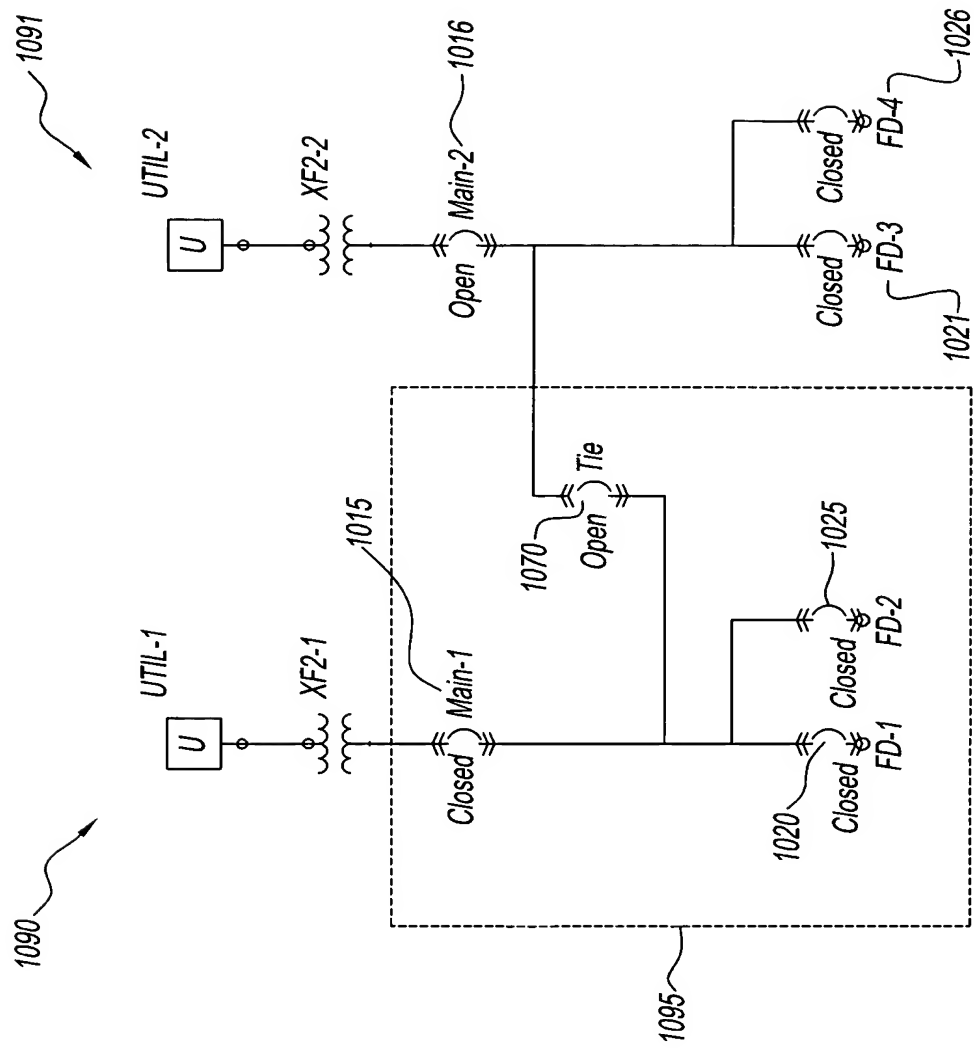 1090
1091
UTIL-1
UTIL-2
U
U
XF2-1
XF2-2
1015
1016
Main-1
Closed
Main-2
Open
1070
Tie
Open
1025
1020
Closed
FD-1
Closed
FD-2
Closed
FD-3
Closed
FD-4
1021
1026
1095